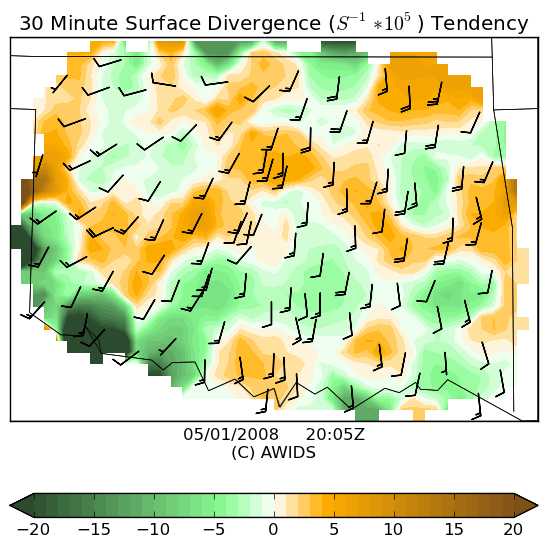 30 Minute Surface Divergence (S⁻¹ *10⁵ ) Tendency
05/01/2008 20:05Z
(C) AWIDS
−20 −15 −10 −5 0 5 10 15 20